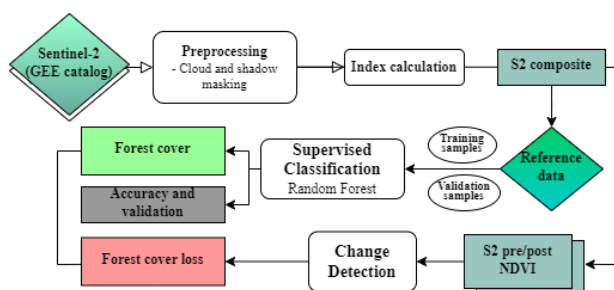 Sentinel-2
(GEE catalog)
Preprocessing
- Cloud and shadow
masking
Index calculation
S2 composite
Training
samples
Reference
data
Validation
samples
Supervised
Classification
Random Forest
Forest cover
Accuracy and
validation
S2 pre/post
NDVI
Change
Detection
Forest cover loss